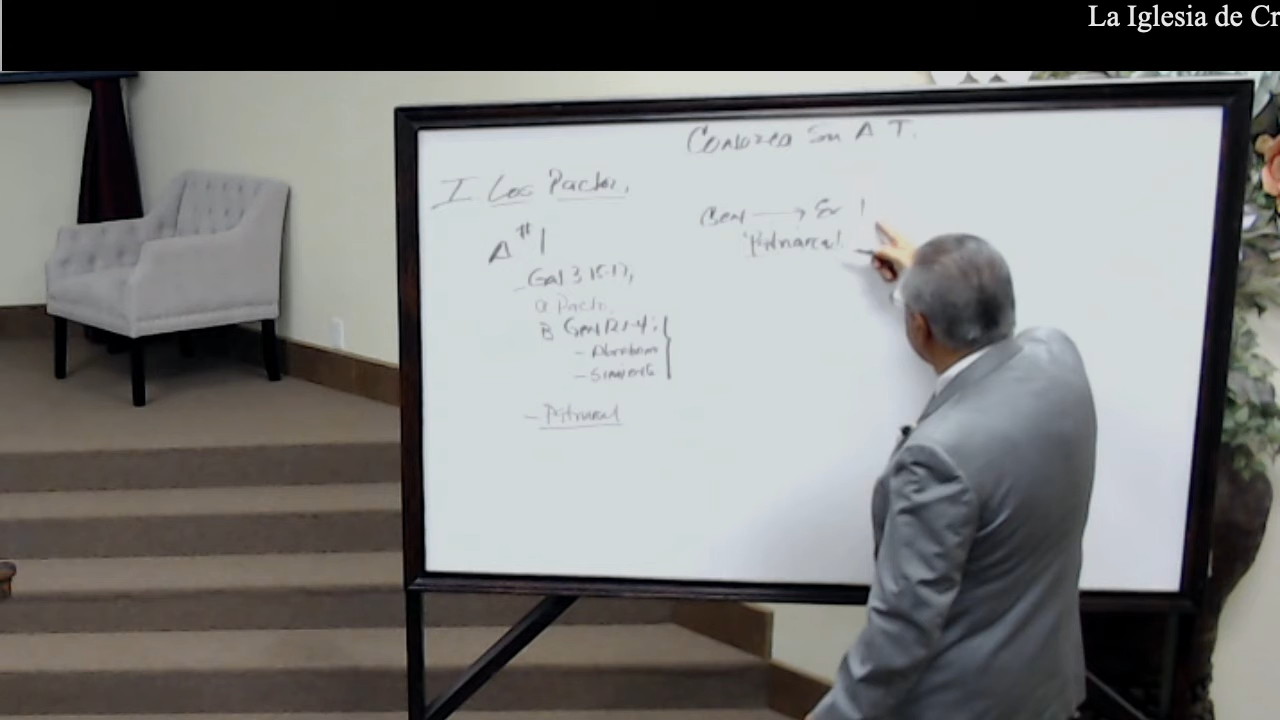 La Iglesia de Cr
Conozca Su A T.
I. Los Pactos.
A #1
- Gal 3:15-17,
a Pacto.
B Gen 12:1-4:
- Abraham
- Simiente
- Patriarcal
Gen → Ex 1
Patriarcal